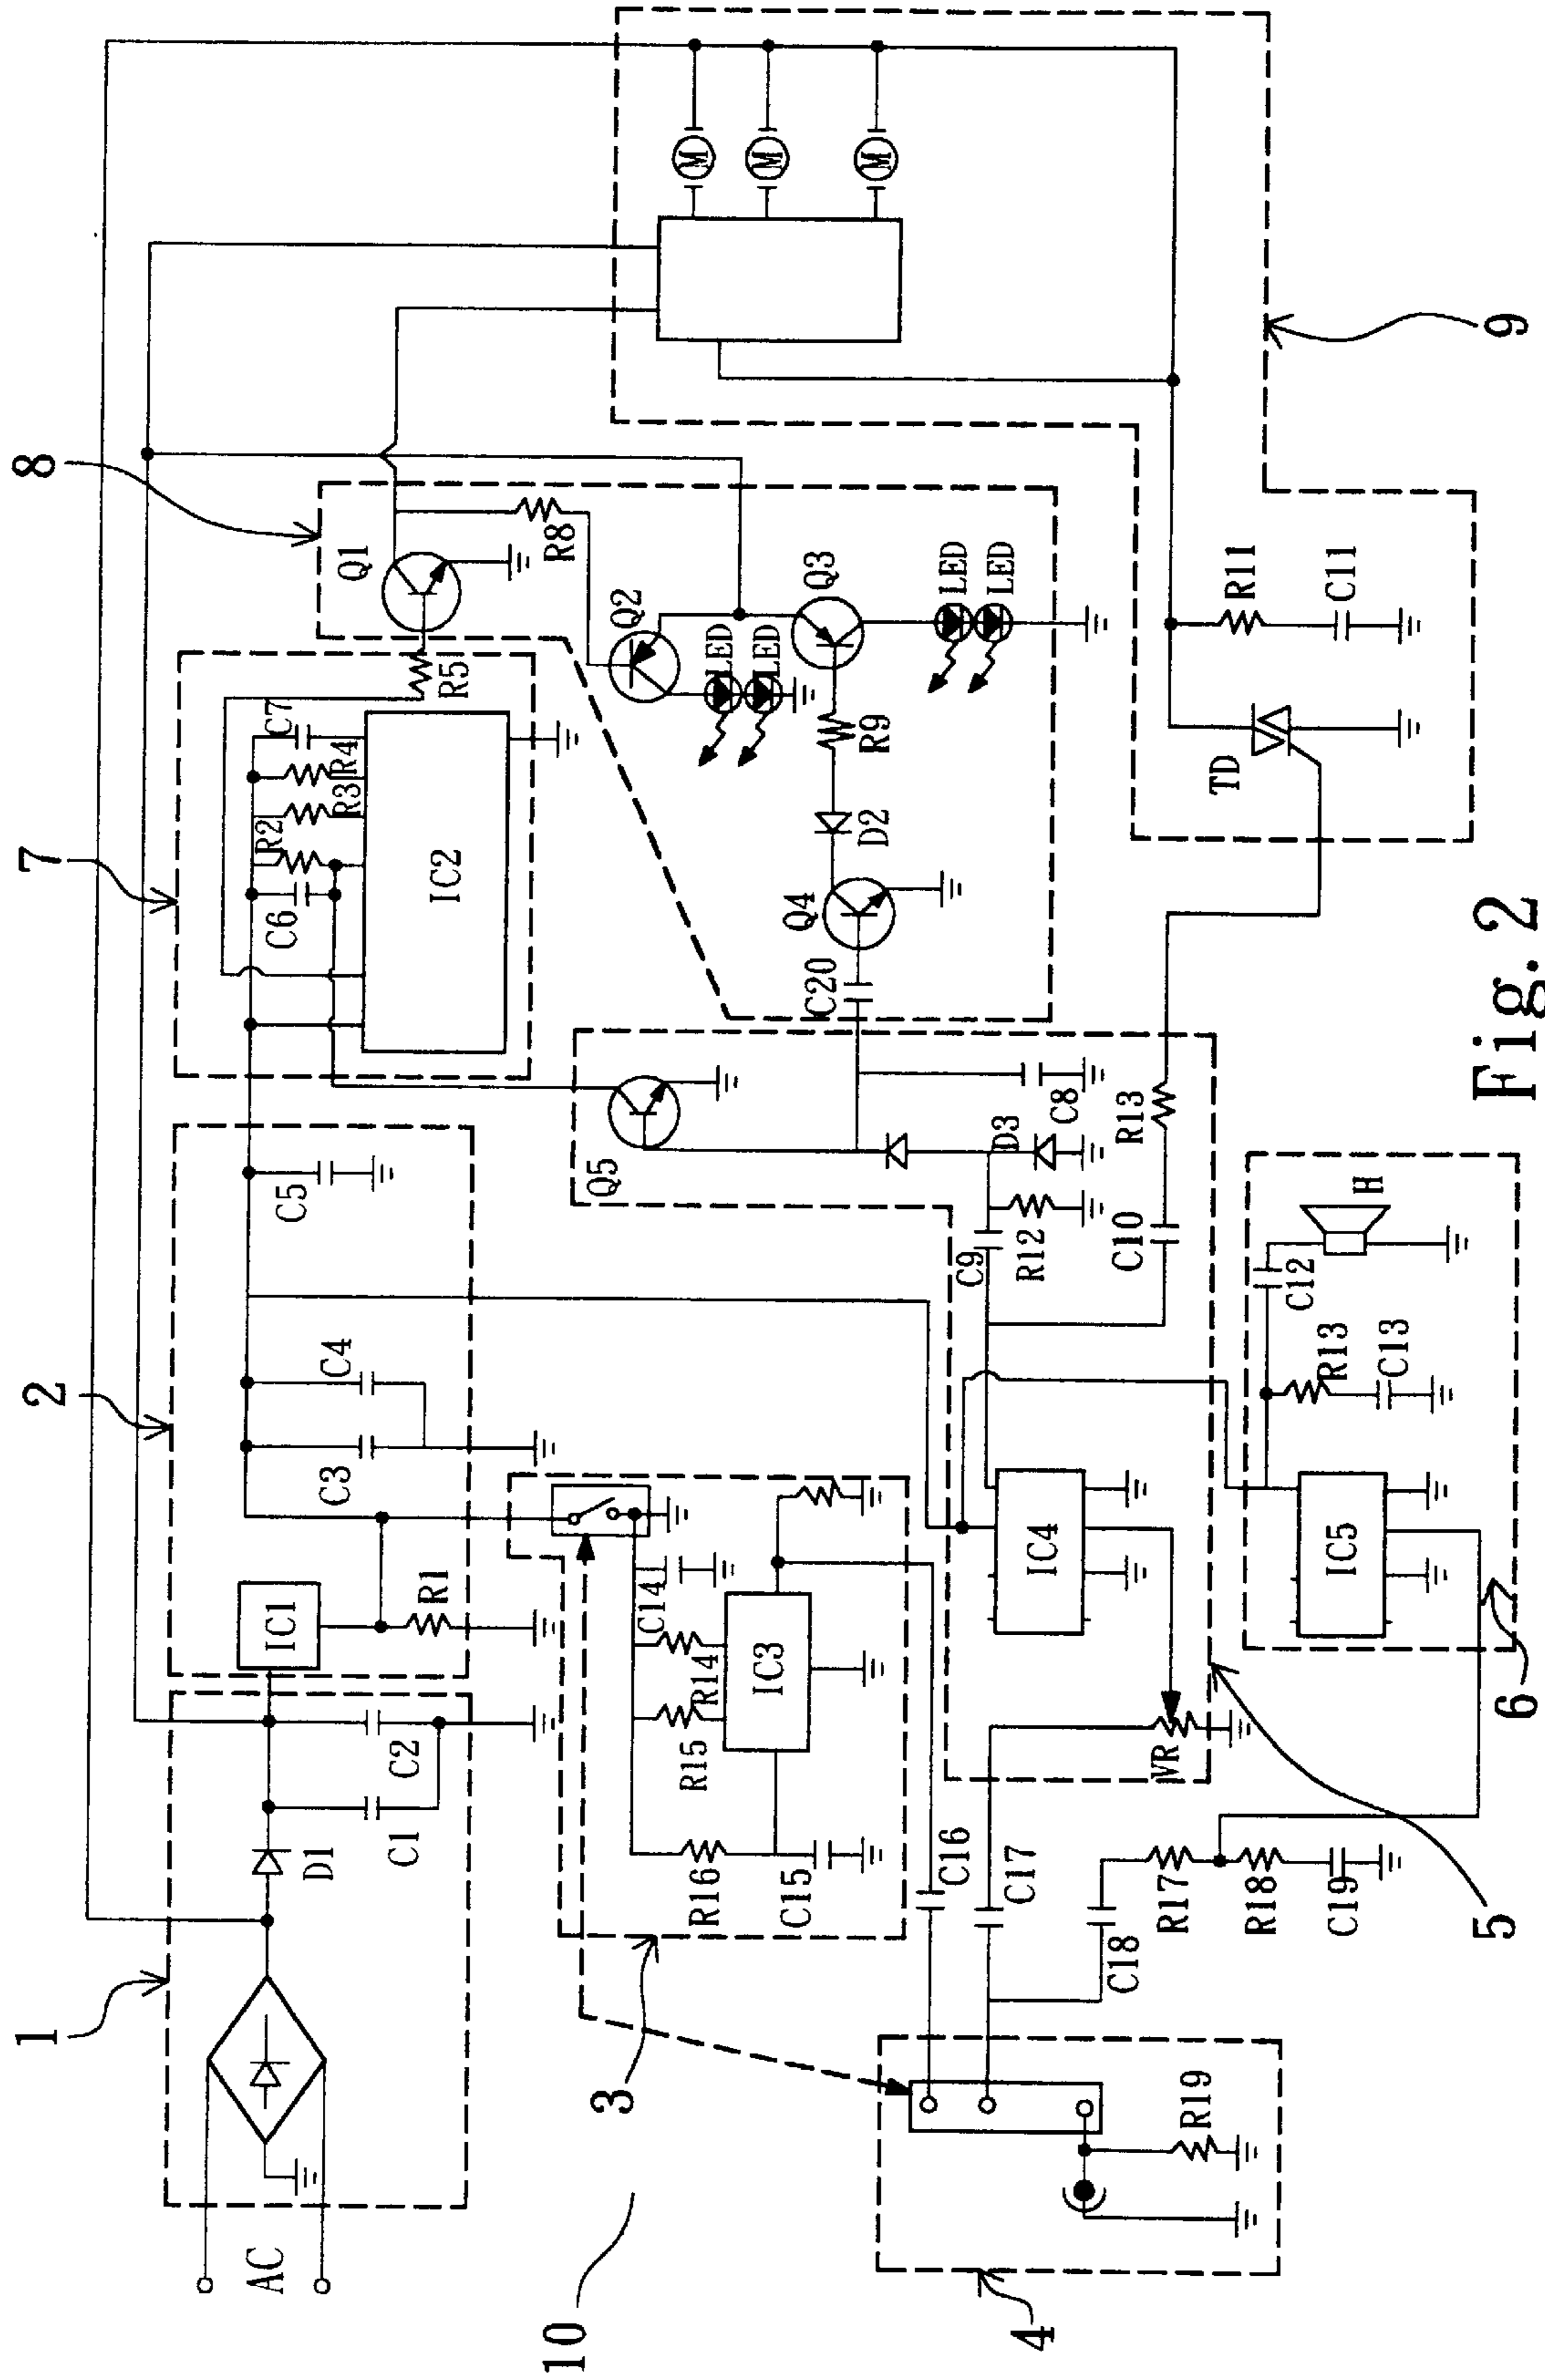 1
2
7
8
AC
D1
C1
C2
IC1
R1
C3
C4
C5
C6
R2
R3
R4
C7
IC2
R5
Q1
R8
Q2
LED
LED
Q3
LED
LED
R9
D2
Q4
C20
Q5
D3
C8
M
M
M
10
3
R16
R15
R14
C14
IC3
C15
C16
C17
C18
IC4
C9
R12
C10
R13
VR
R17
R18
C19
R19
4
5
6
IC5
R13
C13
C12
H
TD
R11
C11
9
Fig. 2